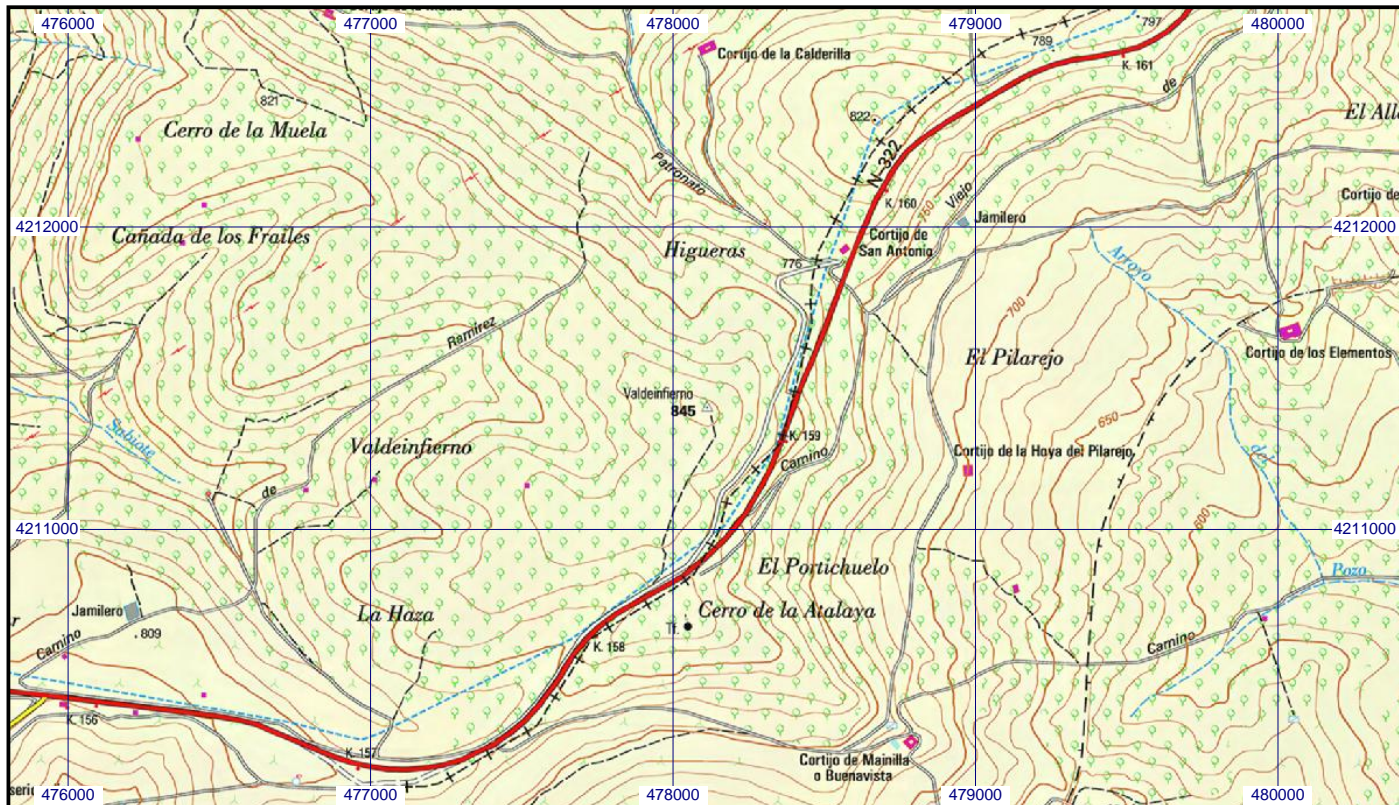 476000
477000
478000
479000
480000
797
789
Cortijo de la Calderilla
K. 161
de
821
822
El All
Cerro de la Muela
N-322
Patronato
Viejo
Cortijo de
K. 160
750
Jamilero
4212000
4212000
Cañada de los Frailes
Higueras
Cortijo de
San Antonio
776
Arroyo
700
Ramirez
El Pilarejo
Cortijo de los Elementos
Valdeinfierno
845
650
Sabiote
Valdeinfierno
K. 159
Camino
Cortijo de la Hoya del Pilarejo
del
de
4211000
4211000
600
El Portichuelo
Pozo
Jamilero
La Haza
Cerro de la Atalaya
Tf.
809
r
Camino
K. 158
Camino
K. 156
K. 157
Cortijo de Mainilla
o Buenavista
476000
477000
478000
479000
480000